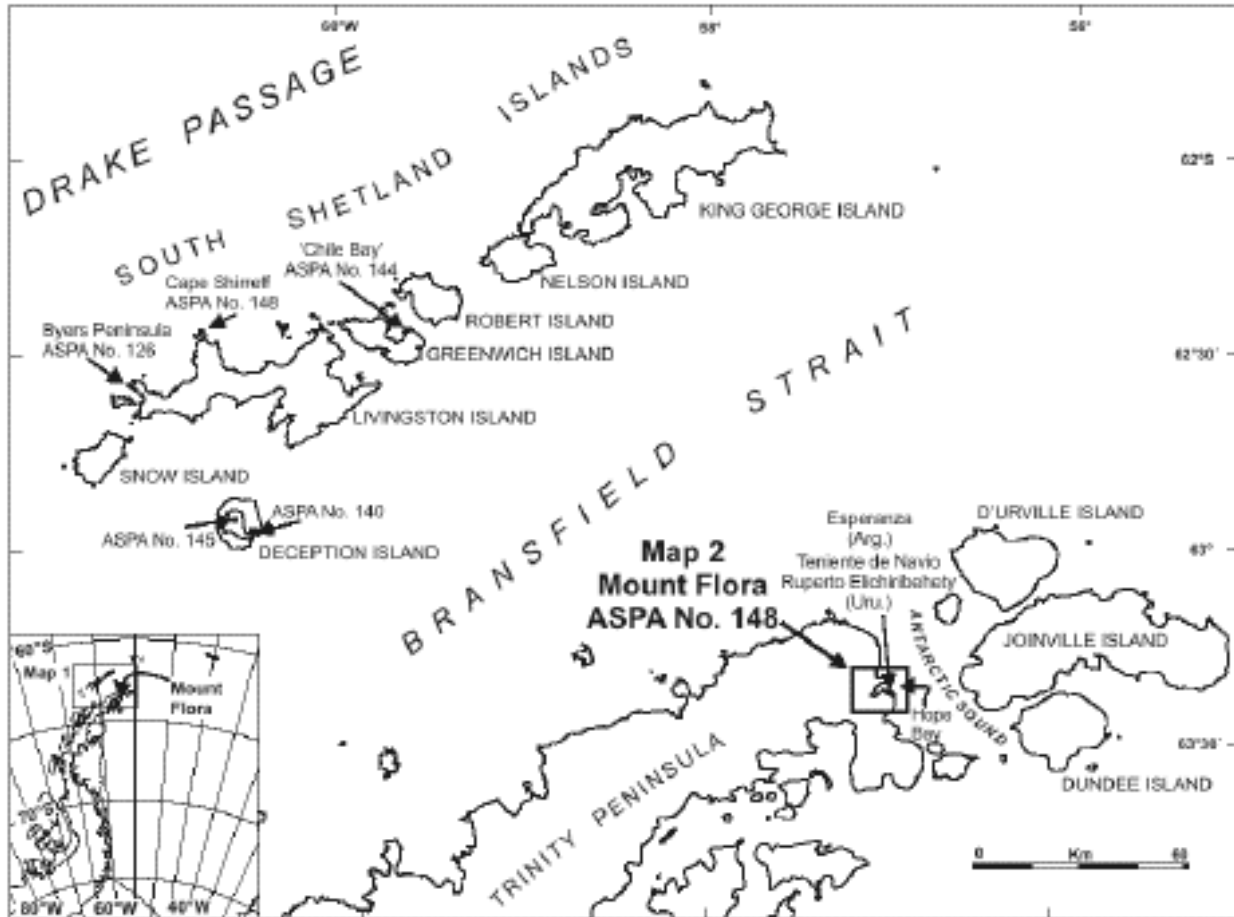 60°W
58°
56°
DRAKE PASSAGE
SOUTH SHETLAND ISLANDS
62°S
KING GEORGE ISLAND
'Chile Bay'
ASPA No. 144
NELSON ISLAND
Cape Shirreff
ASPA No. 148
ROBERT ISLAND
Byers Peninsula
ASPA No. 126
GREENWICH ISLAND
62°30´
LIVINGSTON ISLAND
SNOW ISLAND
BRANSFIELD STRAIT
ASPA No. 140
ASPA No. 145
DECEPTION ISLAND
Esperanza
(Arg.)
Teniente de Navio
Ruperto Elichiribehety
(Uru.)
D'URVILLE ISLAND
63°
Map 2
Mount Flora
ASPA No. 148
ANTARCTIC SOUND
JOINVILLE ISLAND
Hope
Bay
63°30´
DUNDEE ISLAND
TRINITY PENINSULA
60°S
Map 1
Mount
Flora
70°S
80°W
60°W
40°W
0
Km
60